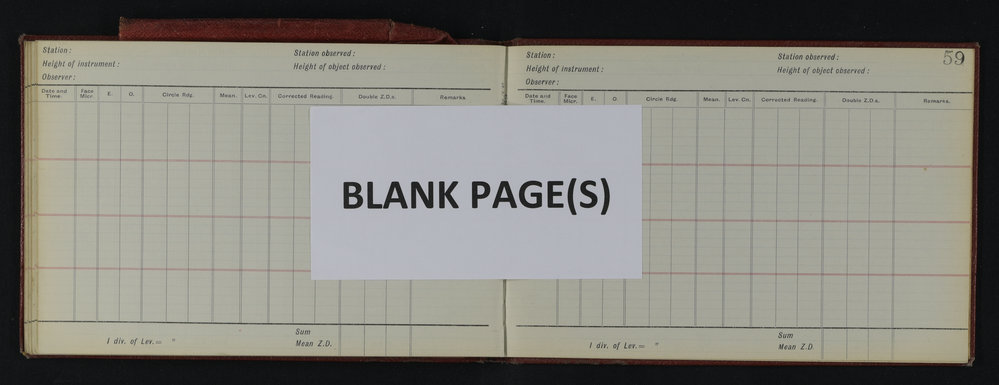 Station :
Station observed :
Height of instrument :
Height of object observed :
Observer :
Date and Time.
Face Micr.
E.
O.
Circle Rdg.
Mean.
Lev. Cn.
Corrected Reading.
Double Z.D.s.
Remarks.
Sum
1 div. of Lev. = "
Mean Z.D.
BLANK PAGE(S)
59
Station :
Station observed :
Height of instrument :
Height of object observed :
Observer :
Date and Time.
Face Micr.
E.
O.
Circle Rdg.
Mean.
Lev. Cn.
Corrected Reading.
Double Z.D.s.
Remarks.
Sum
1 div. of Lev. = "
Mean Z.D.